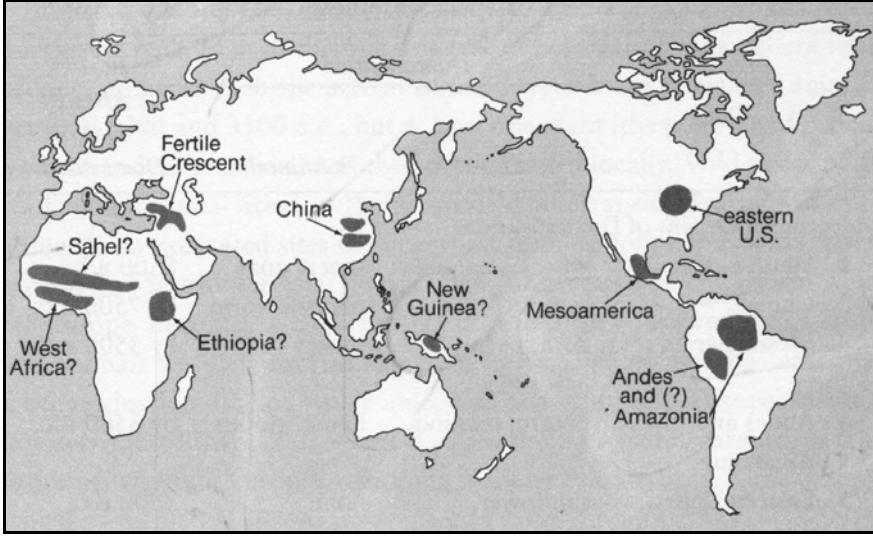 Fertile
Crescent
China
Sahel?
eastern
U.S.
New
Guinea?
Mesoamerica
West
Africa?
Ethiopia?
Andes
and (?)
Amazonia